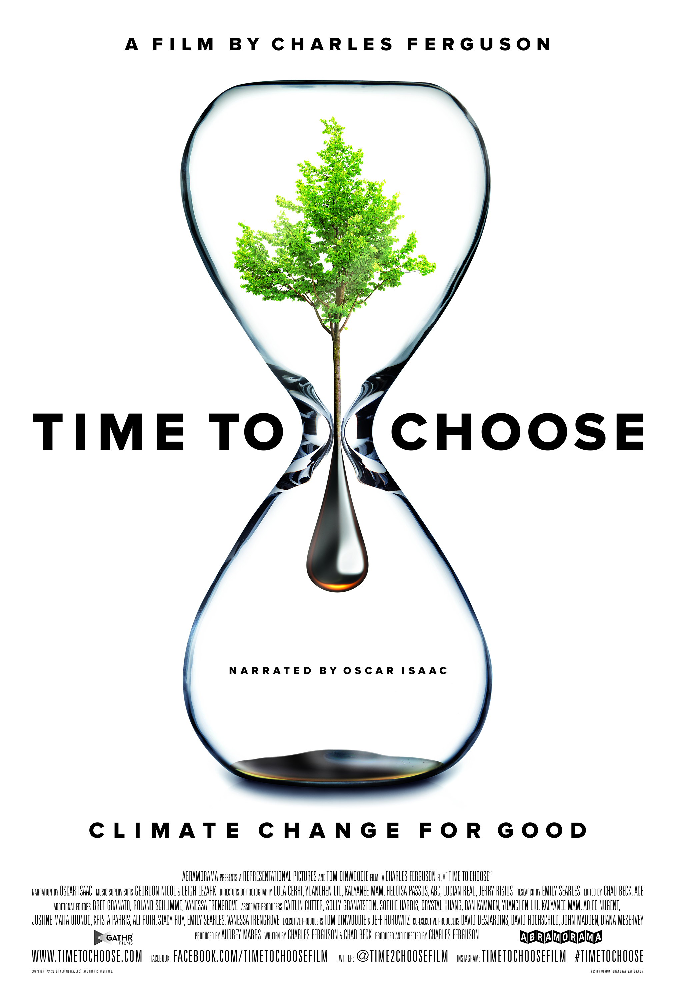 A FILM BY CHARLES FERGUSON
TIME TO CHOOSE
NARRATED BY OSCAR ISAAC
CLIMATE CHANGE FOR GOOD
ABRAMORAMA PRESENTS A REPRESENTATIONAL PICTURES AND TOM DINWOODIE FILM A CHARLES FERGUSON FILM "TIME TO CHOOSE"
NARRATION BY OSCAR ISAAC MUSIC SUPERVISORS GEORDON NICOL & LEIGH LEZARK DIRECTORS OF PHOTOGRAPHY LULA CERRI, YUANCHEN LIU, KALYANEE MAM, HELOISA PASSOS, ABC, LUCIAN READ, JERRY RISIUS RESEARCH BY EMILY SEARLES EDITED BY CHAD BECK, ACE
ADDITIONAL EDITORS BRET GRANATO, ROLAND SCHLIMME, VANESSA TRENGROVE ASSOCIATE PRODUCERS CAITLIN CUTTER, SOLLY GRANATSTEIN, SOPHIE HARRIS, CRYSTAL HUANG, DAN KAMMEN, YUANCHEN LIU, KALYANEE MAM, AOIFE NUGENT,
JUSTINE MAITA OTONDO, KRISTA PARRIS, ALI ROTH, STACY ROY, EMILY SEARLES, VANESSA TRENGROVE EXECUTIVE PRODUCERS TOM DINWOODIE & JEFF HOROWITZ CO-EXECUTIVE PRODUCERS DAVID DESJARDINS, DAVID HOCHSCHILD, JOHN MADDEN, DIANA MESERVEY
PRODUCED BY AUDREY MARRS WRITTEN BY CHARLES FERGUSON & CHAD BECK PRODUCED AND DIRECTED BY CHARLES FERGUSON
GATHR
FILMS
ABRAMORAMA
WWW.TIMETOCHOOSE.COM FACEBOOK: FACEBOOK.COM/TIMETOCHOOSEFILM TWITTER: @TIME2CHOOSEFILM INSTAGRAM: TIMETOCHOOSEFILM #TIMETOCHOOSE
COPYRIGHT © 2016 [NEO MEDIA, LLC]. ALL RIGHTS RESERVED.
POSTER DESIGN: BRANDNAVIGATION.COM